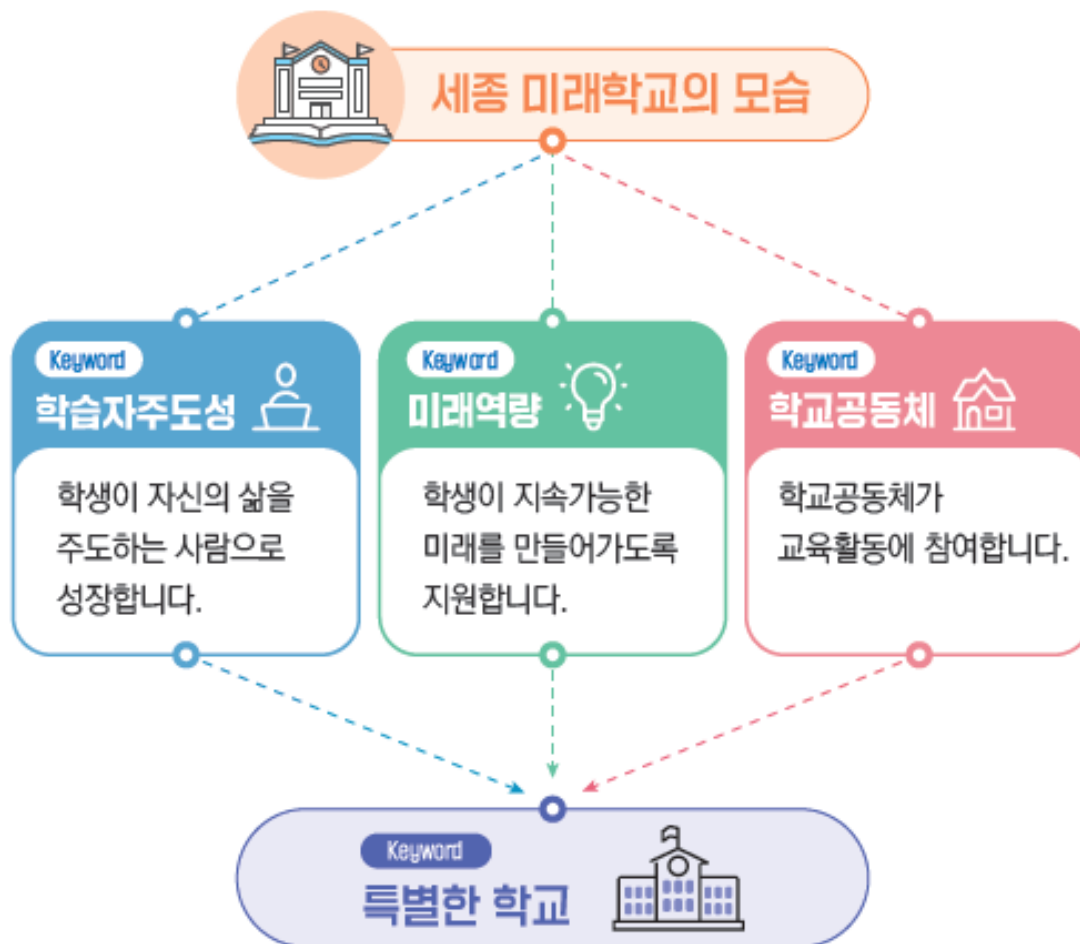 세종 미래학교의 모습
Keyword
학습자주도성
학생이 자신의 삶을
주도하는 사람으로
성장합니다.
Keyword
미래역량
학생이 지속가능한
미래를 만들어가도록
지원합니다.
Keyword
학교공동체
학교공동체가
교육활동에 참여합니다.
Keyword
특별한 학교